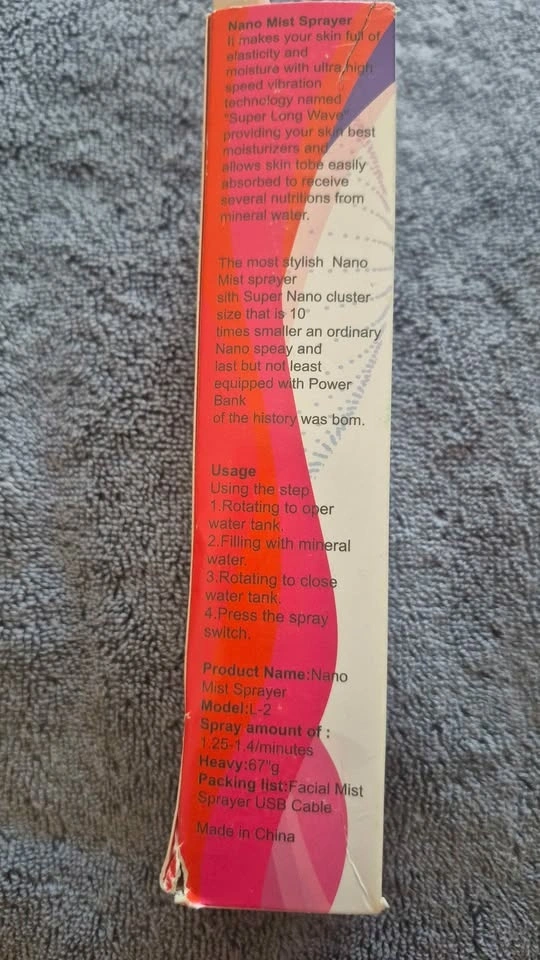 Nano Mist Sprayer
It makes your skin full of
elasticity and
moisture with ultra,high
speed vibration
technology named
"Super Long Wave"
providing your skin best
moisturizers and
allows skin tobe easily
absorbed to receive
several nutritions from
mineral water.
The most stylish Nano
Mist sprayer
sith Super Nano cluster
size that is 10"
times smaller an ordinary
Nano speay and
last but not least
equipped with Power
Bank
of the history was bom.
Usage
Using the step
1.Rotating to oper
water tank.
2.Filling with mineral
water.
3.Rotating to close
water tank.
4.Press the spray
switch.
Product Name:Nano
Mist Sprayer
Model:L-2
Spray amount of :
1.25-1.4/minutes
Heavy:67"g
Packing list:Facial Mist
Sprayer USB Cable
Made in China